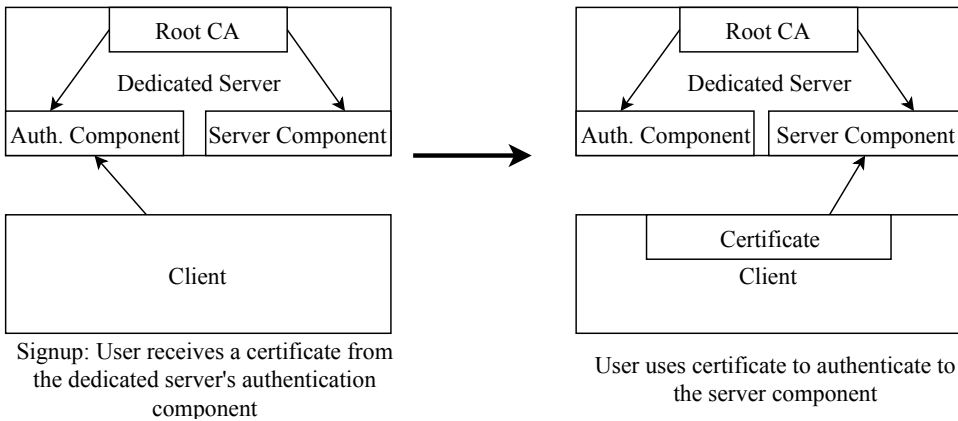 Root CA
Dedicated Server
Auth. Component
Server Component
Client
Signup: User receives a certificate from
the dedicated server's authentication
component
Root CA
Dedicated Server
Auth. Component
Server Component
Certificate
Client
User uses certificate to authenticate to
the server component